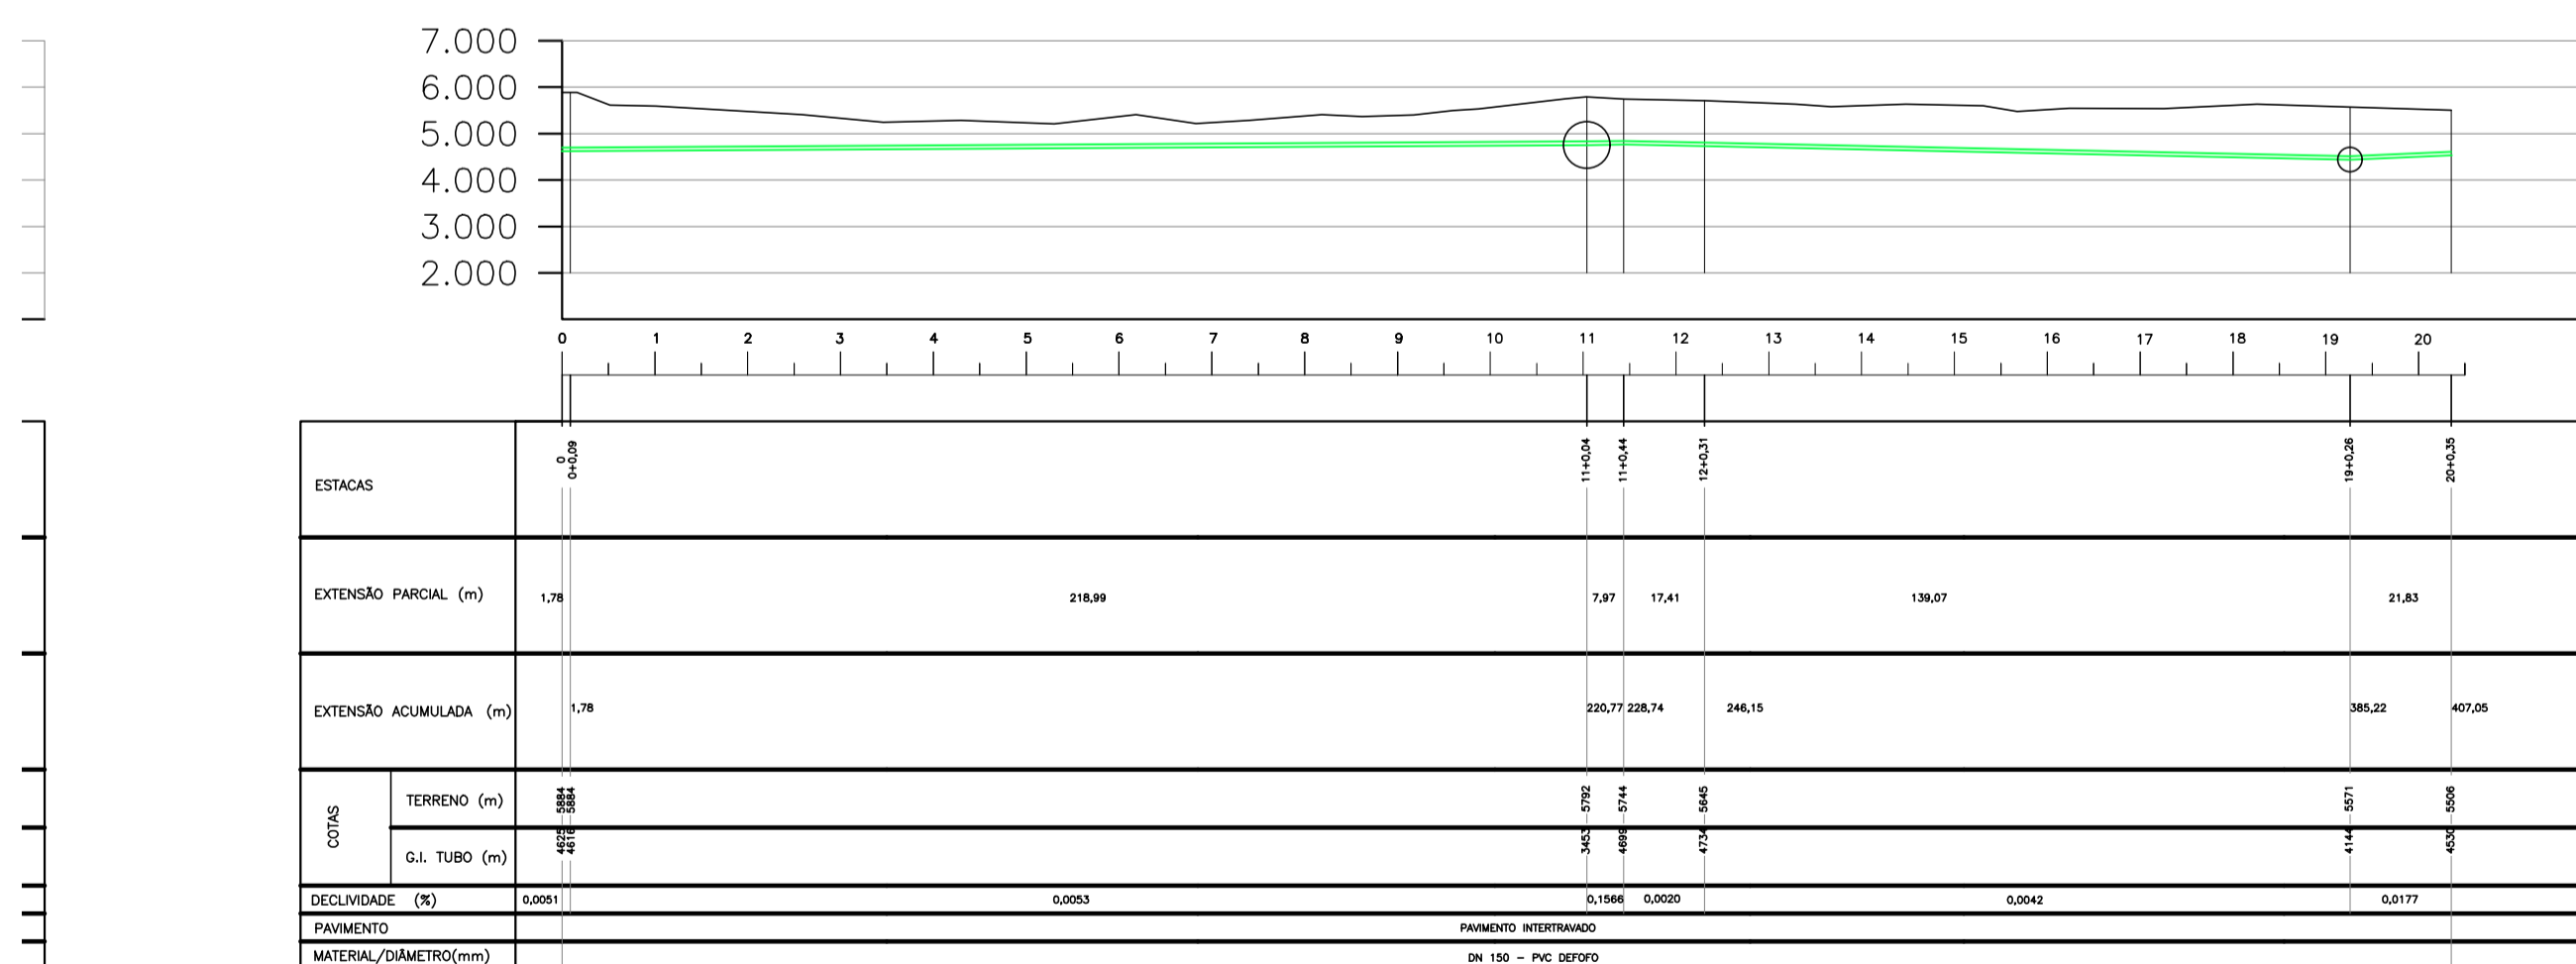 7.000
6.000
5.000
4.000
3.000
2.000
0 1 2 3 4 5 6 7 8 9 10 11 12 13 14 15 16 17 18 19 20
ESTACAS 0 0+0,09 11+0,04 11+0,44 12+0,31 19+0,26 20+0,35
EXTENSÃO PARCIAL (m) 1,78 218,99 7,97 17,41 139,07 21,83
EXTENSÃO ACUMULADA (m) 1,78 220,77 228,74 246,15 385,22 407,05
COTAS
TERRENO (m) 5884 5884 5792 5744 5645 5571 5506
G.I. TUBO (m) 4625 4616 3453 4699 4734 4144 4530
DECLIVIDADE (%) 0,0051 0,0053 0,1566 0,0020 0,0042 0,0177
PAVIMENTO PAVIMENTO INTERTRAVADO
MATERIAL/DIÂMETRO(mm) DN 150 - PVC DEFOFO